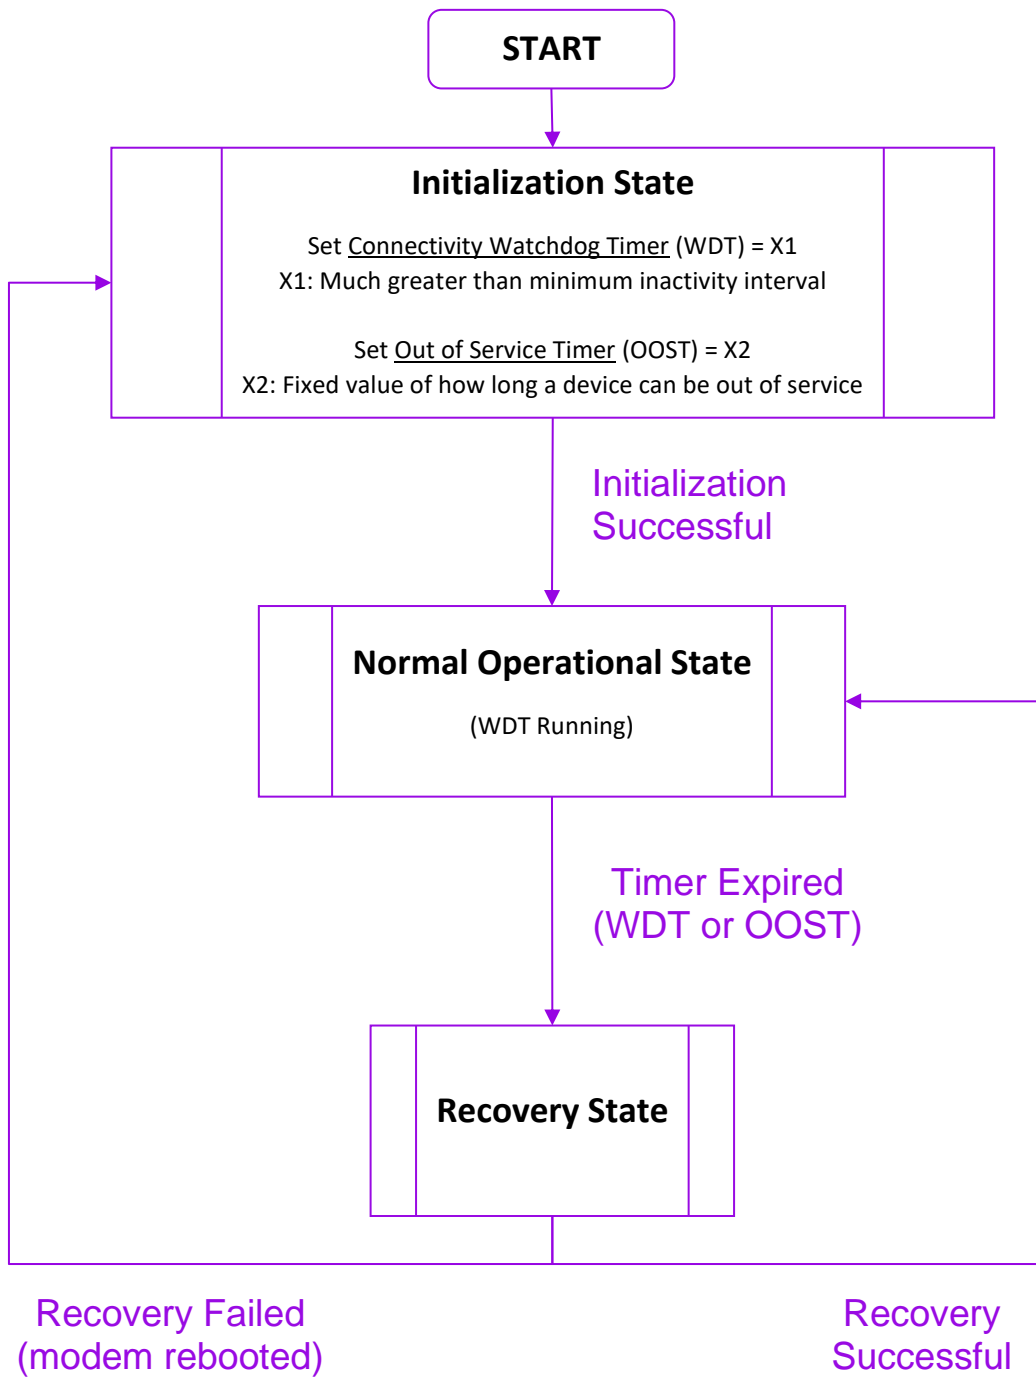 START
Initialization State
Set Connectivity Watchdog Timer (WDT) = X1
X1: Much greater than minimum inactivity interval
Set Out of Service Timer (OOST) = X2
X2: Fixed value of how long a device can be out of service
Initialization
Successful
Normal Operational State
(WDT Running)
Timer Expired
(WDT or OOST)
Recovery State
Recovery Failed
(modem rebooted)
Recovery
Successful